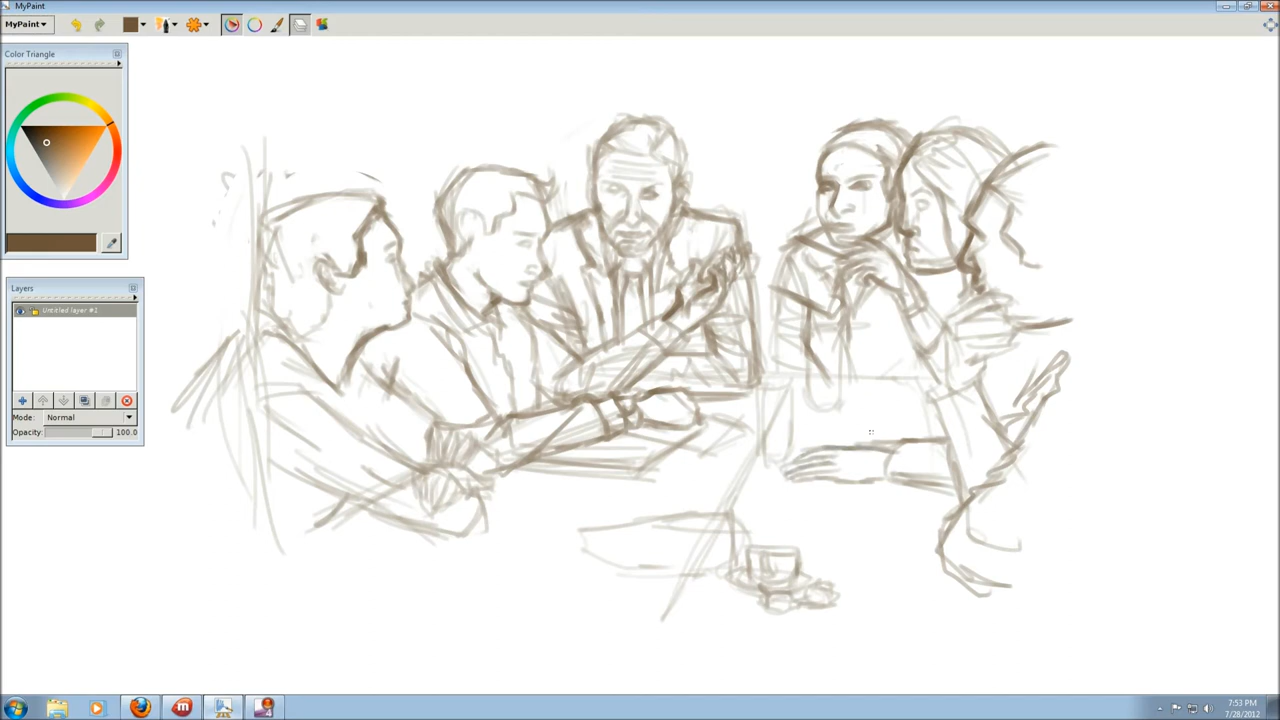 MyPaint
MyPaint
Color Triangle
Layers
Untitled layer #1
Mode: Normal
Opacity: 100.0
7:53 PM
7/28/2012